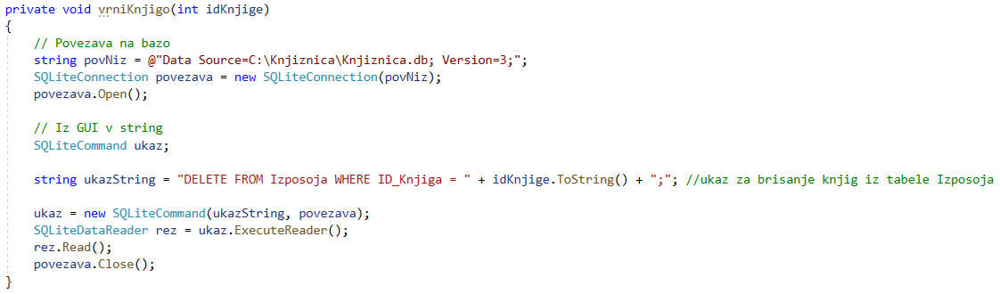 private void vrniKnjigo(int idKnjige)
{
// Povezava na bazo
string povNiz = @"Data Source=C:\Knjiznica\Knjiznica.db; Version=3;";
SQLiteConnection povezava = new SQLiteConnection(povNiz);
povezava.Open();
// Iz GUI v string
SQLiteCommand ukaz;
string ukazString = "DELETE FROM Izposoja WHERE ID_Knjiga = " + idKnjige.ToString() + ";"; //ukaz za brisanje knjig iz tabele Izposoja
ukaz = new SQLiteCommand(ukazString, povezava);
SQLiteDataReader rez = ukaz.ExecuteReader();
rez.Read();
povezava.Close();
}